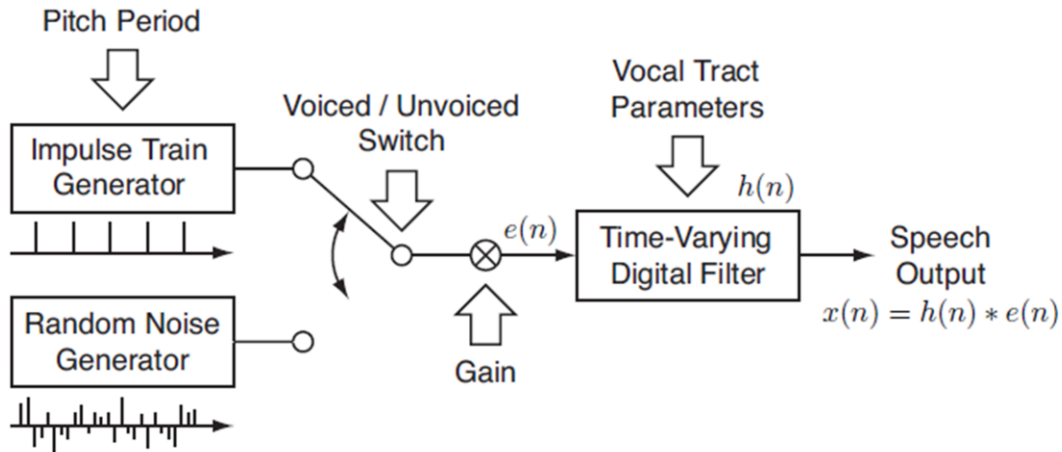 Pitch Period
Impulse Train
Generator
Random Noise
Generator
Voiced / Unvoiced
Switch
e(n)
Gain
Vocal Tract
Parameters
h(n)
Time-Varying
Digital Filter
Speech
Output
x(n) = h(n) * e(n)